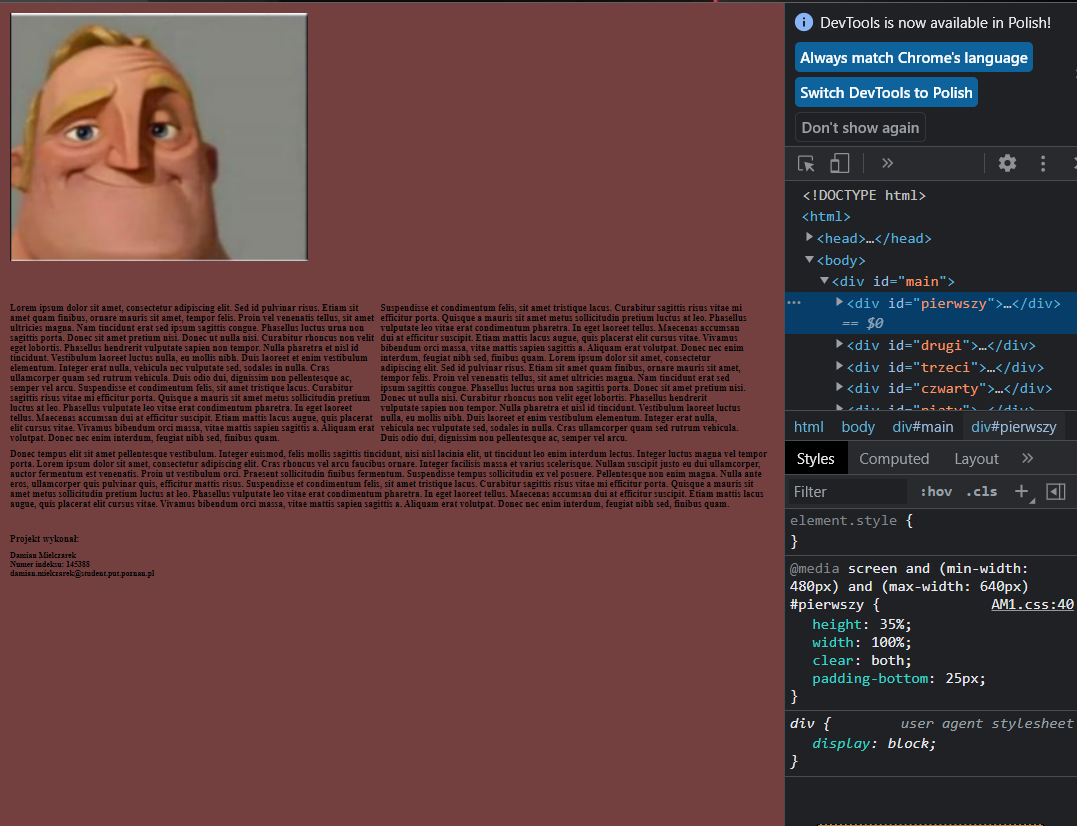 Lorem ipsum dolor sit amet, consectetur adipiscing elit. Sed id pulvinar risus. Etiam sit
amet quam finibus, ornare mauris sit amet, tempor felis. Proin vel venenatis tellus, sit amet
ultricies magna. Nam tincidunt erat sed ipsum sagittis congue. Phasellus luctus urna non
sagittis porta. Donec sit amet pretium nisi. Donec ut nulla nisi. Curabitur rhoncus non velit
eget lobortis. Phasellus hendrerit vulputate sapien non tempor. Nulla pharetra et nisl id
tincidunt. Vestibulum laoreet luctus nulla, eu mollis nibh. Duis laoreet et enim vestibulum
elementum. Integer erat nulla, vehicula nec vulputate sed, sodales in nulla. Cras
ullamcorper quam sed rutrum vehicula. Duis odio dui, dignissim non pellentesque ac,
semper vel arcu. Suspendisse et condimentum felis, sit amet tristique lacus. Curabitur
sagittis risus vitae mi efficitur porta. Quisque a mauris sit amet metus sollicitudin pretium
luctus at leo. Phasellus vulputate leo vitae erat condimentum pharetra. In eget laoreet
tellus. Maecenas accumsan dui at efficitur suscipit. Etiam mattis lacus augue, quis placerat
elit cursus vitae. Vivamus bibendum orci massa, vitae mattis sapien sagittis a. Aliquam erat
volutpat. Donec nec enim interdum, feugiat nibh sed, finibus quam.
Suspendisse et condimentum felis, sit amet tristique lacus. Curabitur sagittis risus vitae mi
efficitur porta. Quisque a mauris sit amet metus sollicitudin pretium luctus at leo. Phasellus
vulputate leo vitae erat condimentum pharetra. In eget laoreet tellus. Maecenas accumsan
dui at efficitur suscipit. Etiam mattis lacus augue, quis placerat elit cursus vitae. Vivamus
bibendum orci massa, vitae mattis sapien sagittis a. Aliquam erat volutpat. Donec nec enim
interdum, feugiat nibh sed, finibus quam. Lorem ipsum dolor sit amet, consectetur
adipiscing elit. Sed id pulvinar risus. Etiam sit amet quam finibus, ornare mauris sit amet,
tempor felis. Proin vel venenatis tellus, sit amet ultricies magna. Nam tincidunt erat sed
ipsum sagittis congue. Phasellus luctus urna non sagittis porta. Donec sit amet pretium nisi.
Donec ut nulla nisi. Curabitur rhoncus non velit eget lobortis. Phasellus hendrerit
vulputate sapien non tempor. Nulla pharetra et nisl id tincidunt. Vestibulum laoreet luctus
nulla, eu mollis nibh. Duis laoreet et enim vestibulum elementum. Integer erat nulla,
vehicula nec vulputate sed, sodales in nulla. Cras ullamcorper quam sed rutrum vehicula.
Duis odio dui, dignissim non pellentesque ac, semper vel arcu.
Donec tempus elit sit amet pellentesque vestibulum. Integer euismod, felis mollis sagittis tincidunt, nisi nisl lacinia elit, ut tincidunt leo enim interdum lectus. Integer luctus magna vel tempor
porta. Lorem ipsum dolor sit amet, consectetur adipiscing elit. Cras rhoncus vel arcu faucibus ornare. Integer facilisis massa et varius scelerisque. Nullam suscipit justo eu dui ullamcorper,
auctor fermentum est venenatis. Proin ut vestibulum orci. Praesent sollicitudin finibus fermentum. Suspendisse tempus sollicitudin ex vel posuere. Pellentesque non enim magna. Nulla ante
eros, ullamcorper quis pulvinar quis, efficitur mattis risus. Suspendisse et condimentum felis, sit amet tristique lacus. Curabitur sagittis risus vitae mi efficitur porta. Quisque a mauris sit
amet metus sollicitudin pretium luctus at leo. Phasellus vulputate leo vitae erat condimentum pharetra. In eget laoreet tellus. Maecenas accumsan dui at efficitur suscipit. Etiam mattis lacus
augue, quis placerat elit cursus vitae. Vivamus bibendum orci massa, vitae mattis sapien sagittis a. Aliquam erat volutpat. Donec nec enim interdum, feugiat nibh sed, finibus quam.
Projekt wykonał:
Damian Mielczarek
Numer indeksu: 145388
damian.mielczarek@student.put.poznan.pl
DevTools is now available in Polish!
Always match Chrome's language
Switch DevTools to Polish
Don't show again
<!DOCTYPE html>
<html>
<head>…</head>
<body>
<div id="main">
<div id="pierwszy">…</div>
== $0
<div id="drugi">…</div>
<div id="trzeci">…</div>
<div id="czwarty">…</div>
html body div#main div#pierwszy
Styles Computed Layout
Filter :hov .cls
element.style {
}
@media screen and (min-width:
480px) and (max-width: 640px)
#pierwszy { AM1.css:40
height: 35%;
width: 100%;
clear: both;
padding-bottom: 25px;
}
div { user agent stylesheet
display: block;
}